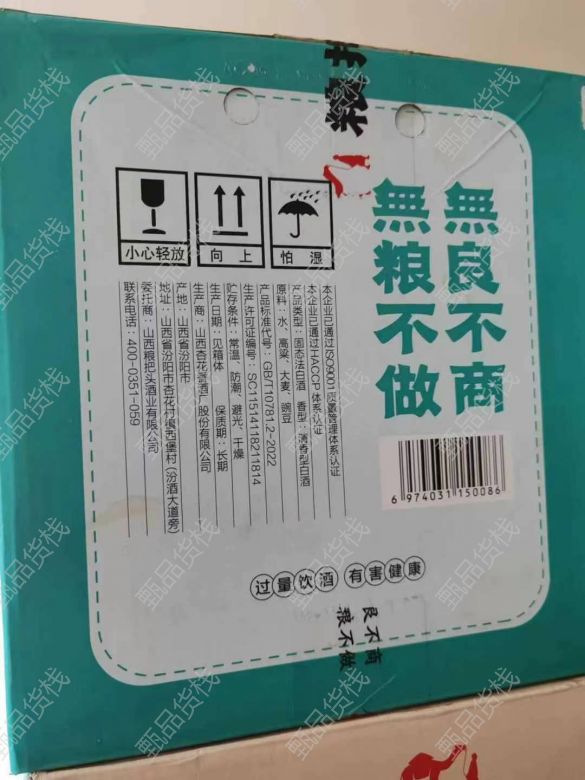 粮
小心轻放
向上
怕湿
無良不商
無粮不做
本企业已通过ISO9001质量管理体系认证
本企业已通过HACCP体系认证
产品类型：固态法白酒 香型：清香型白酒
原料：水、高粱、大麦、豌豆
产品标准代号：GB/T10781.2-2022
生产许可证编号：SC11514118211814
贮存条件：常温、防潮、避光、干燥
生产日期：见箱体 保质期：长期
生产商：山西杏花酒厂股份有限公司
产地：山西省汾阳市
地址：山西省汾阳市杏花村镇西堡村（汾酒大道旁）
委托商：山西粮把头酒业有限公司
联系电话：400-0351-059
6 974031 150086
过量饮酒 有害健康
良不商
粮不做
甄品货栈